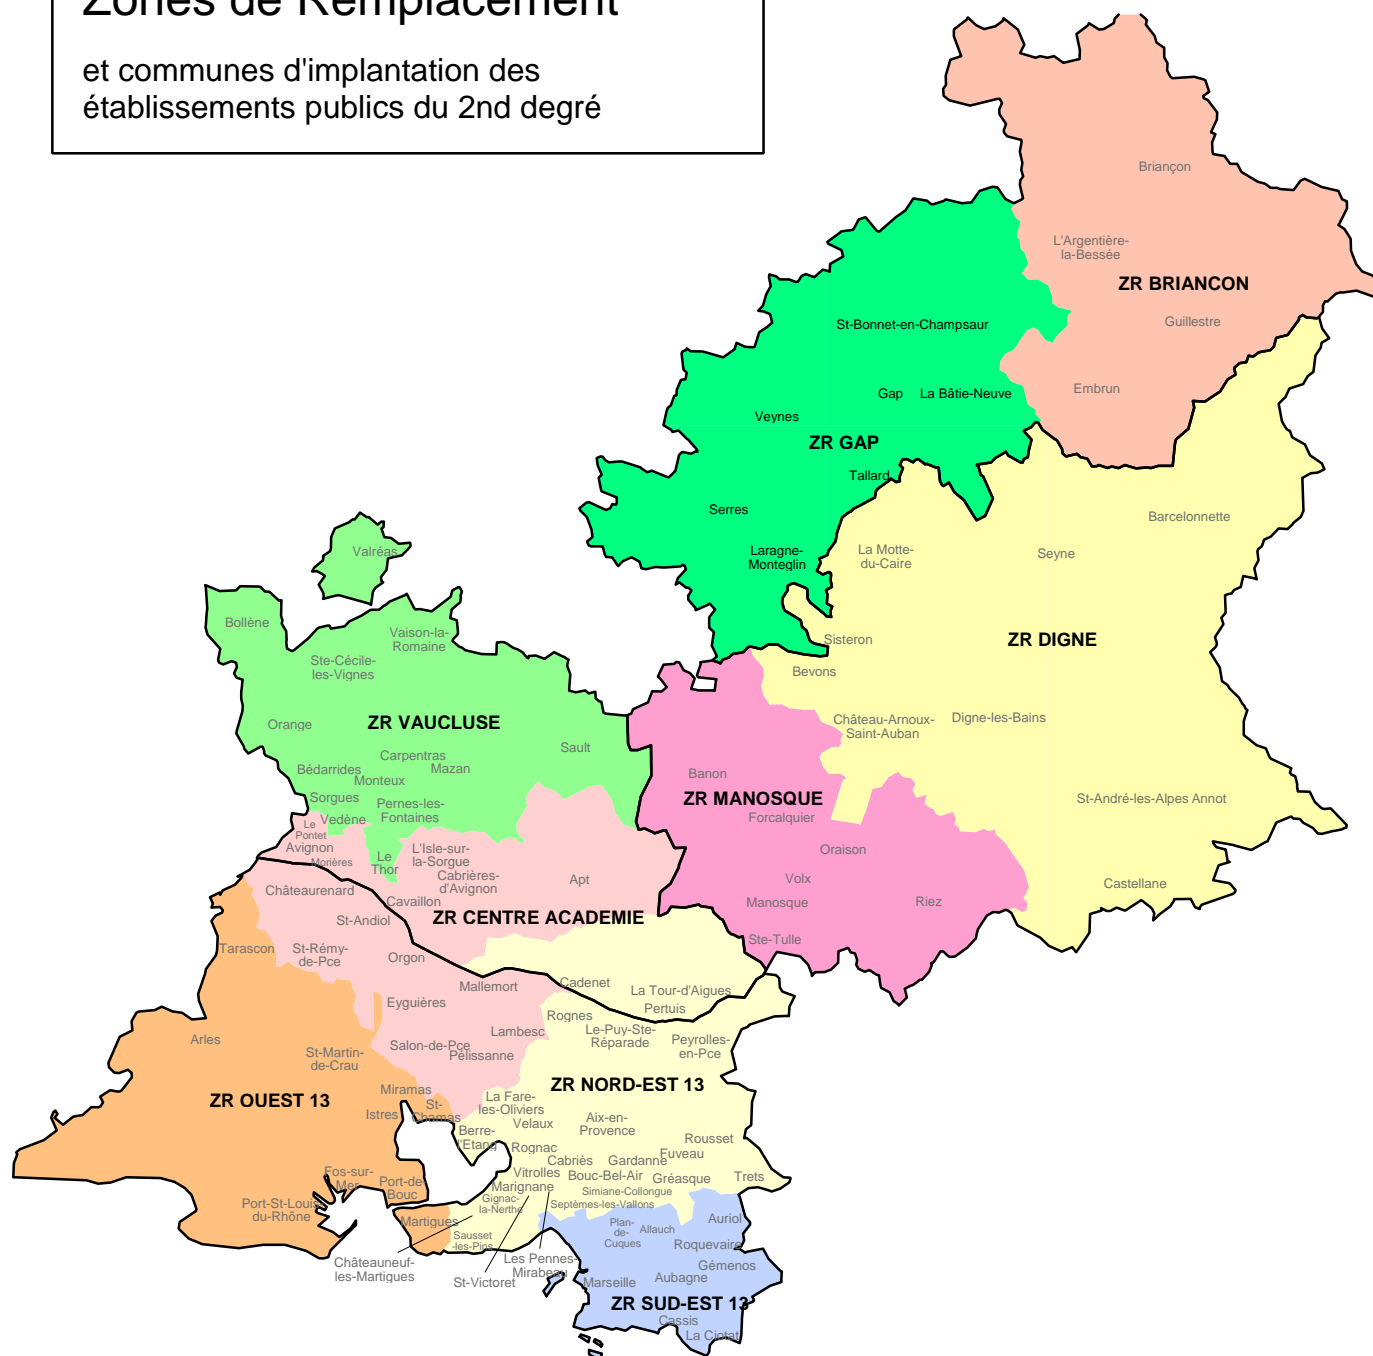 Zones de Remplacement
et communes d'implantation des
établissements publics du 2nd degré
Briançon
L'Argentière-
la-Bessée
ZR BRIANCON
Guillestre
Embrun
St-Bonnet-en-Champsaur
Gap
La Bâtie-Neuve
Veynes
ZR GAP
Tallard
Serres
Laragne-
Monteglin
Barcelonnette
La Motte-
du-Caire
Seyne
Sisteron
ZR DIGNE
Bevons
Château-Arnoux-
Saint-Auban
Digne-les-Bains
St-André-les-Alpes Annot
Castellane
Valréas
Bollène
Vaison-la-
Romaine
Ste-Cécile-
les-Vignes
Orange
ZR VAUCLUSE
Sault
Carpentras
Bédarrides
Mazan
Monteux
Sorgues
Pernes-les-
Fontaines
Vedène
Le
Pontet
Avignon
Morières
Le
Thor
L'Isle-sur-
la-Sorgue
Cabrières-
d'Avignon
Apt
Cavaillon
ZR CENTRE ACADEMIE
Châteaurenard
St-Andiol
St-Rémy-
de-Pce
Orgon
Mallemort
Eyguières
Lambesc
Salon-de-Pce
Pélissanne
Banon
ZR MANOSQUE
Forcalquier
Oraison
Volx
Manosque
Riez
Ste-Tulle
Cadenet
La Tour-d'Aigues
Pertuis
Rognes
Le-Puy-Ste-
Réparade
Peyrolles-
en-Pce
ZR NORD-EST 13
La Fare-
les-Oliviers
Velaux
Aix-en-
Provence
Berre-
l'Etang
Rognac
Rousset
Fuveau
Cabriès
Gardanne
Vitrolles
Bouc-Bel-Air
Gréasque
Trets
Marignane
Simiane-Collongue
Gignac-
la-Nerthe
Septèmes-les-Vallons
Sausset
-les-Pins
Châteauneuf-
les-Martigues
St-Victoret
Les Pennes-
Mirabeau
Tarascon
Arles
St-Martin-
de-Crau
ZR OUEST 13
Miramas
Istres
St-
Chamas
Fos-sur-
Mer
Port-de-
Bouc
Port-St-Louis-
du-Rhône
Martigues
Plan-
de-
Cuques
Allauch
Auriol
Roquevaire
Gémenos
Aubagne
Marseille
ZR SUD-EST 13
Cassis
La Ciotat